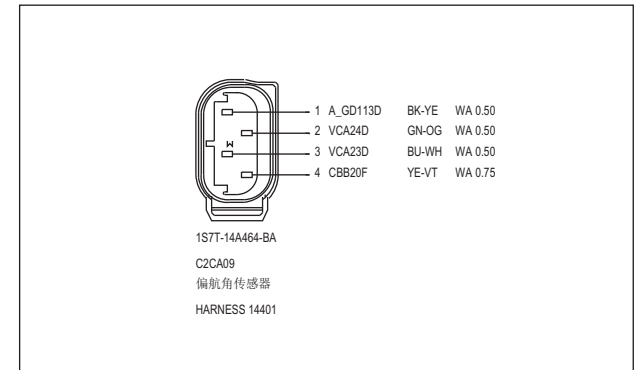 1 A_GD113D BK-YE WA 0.50
2 VCA24D GN-OG WA 0.50
3 VCA23D BU-WH WA 0.50
4 CBB20F YE-VT WA 0.75
1S7T-14A464-BA
C2CA09
偏航角传感器
HARNESS 14401